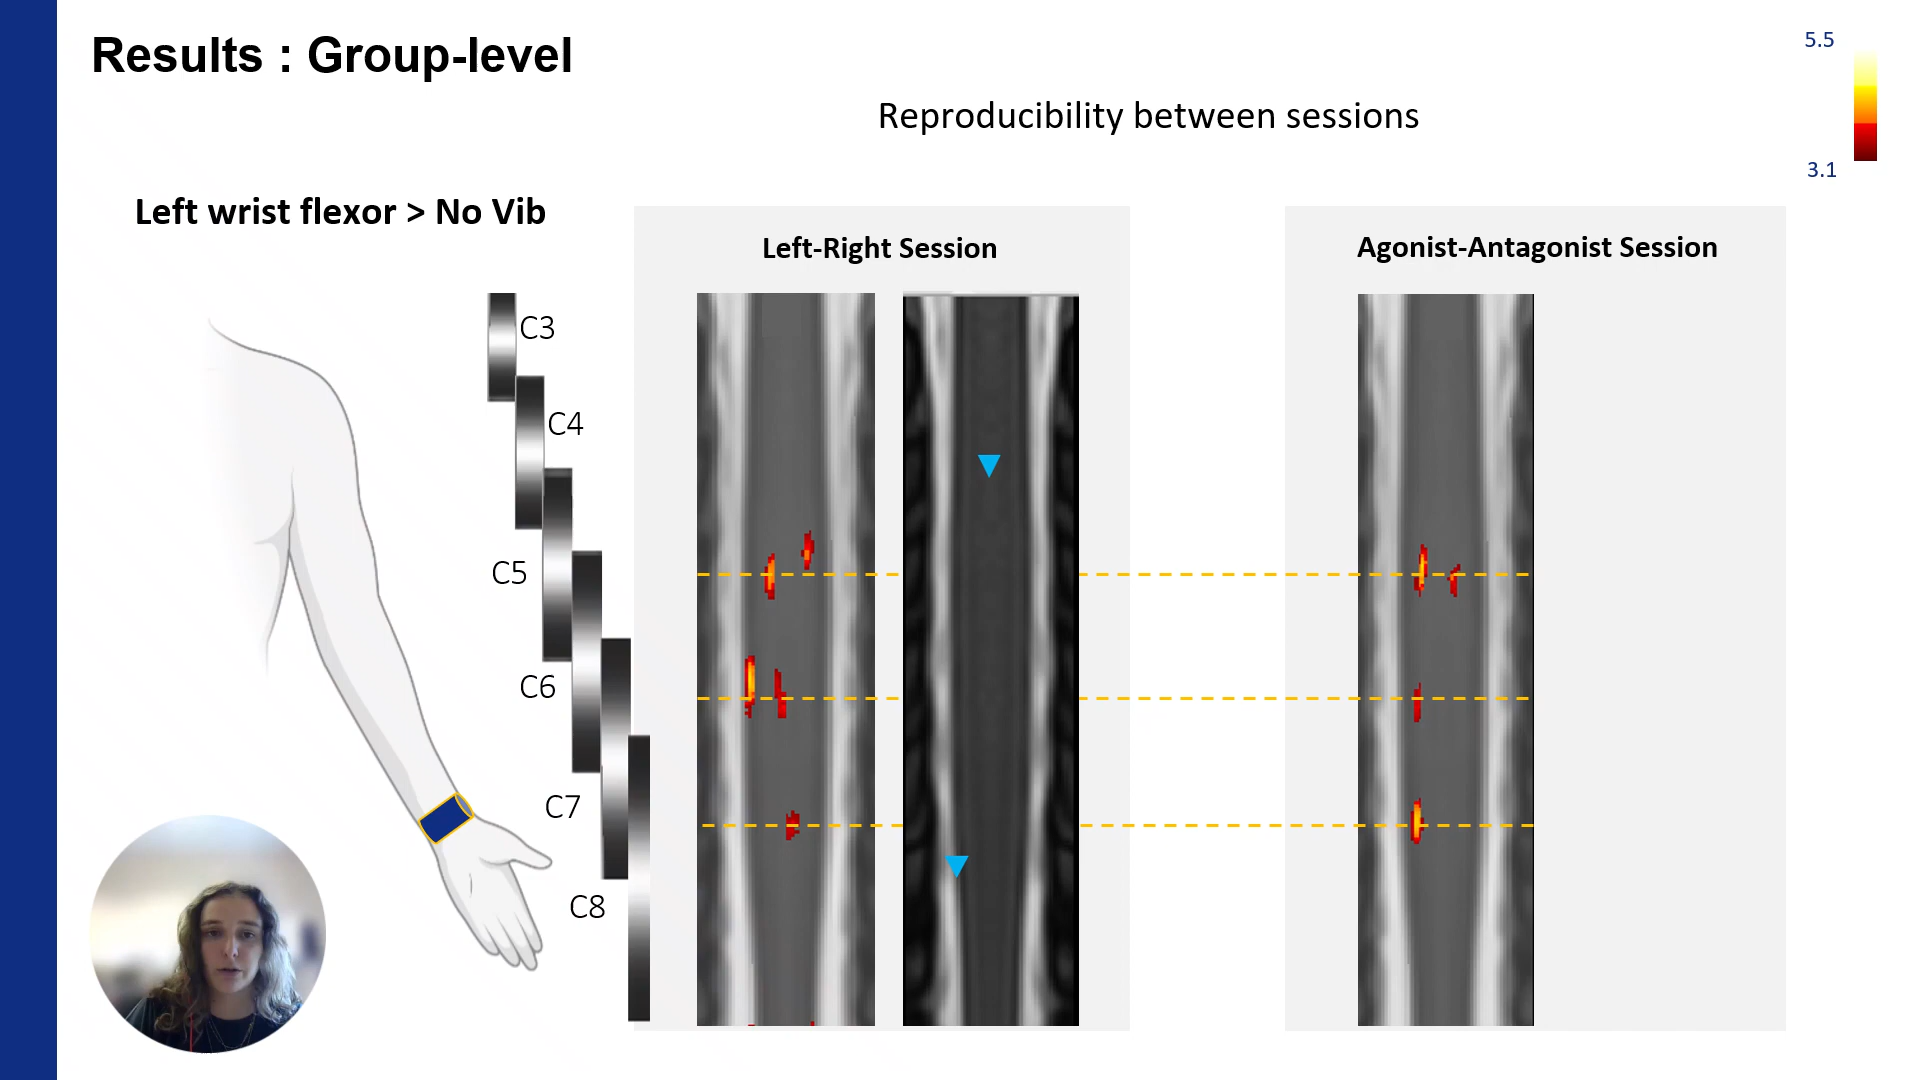 Results : Group-level
5.5
3.1
Reproducibility between sessions
Left wrist flexor > No Vib
Left-Right Session
Agonist-Antagonist Session
C3
C4
C5
C6
C7
C8